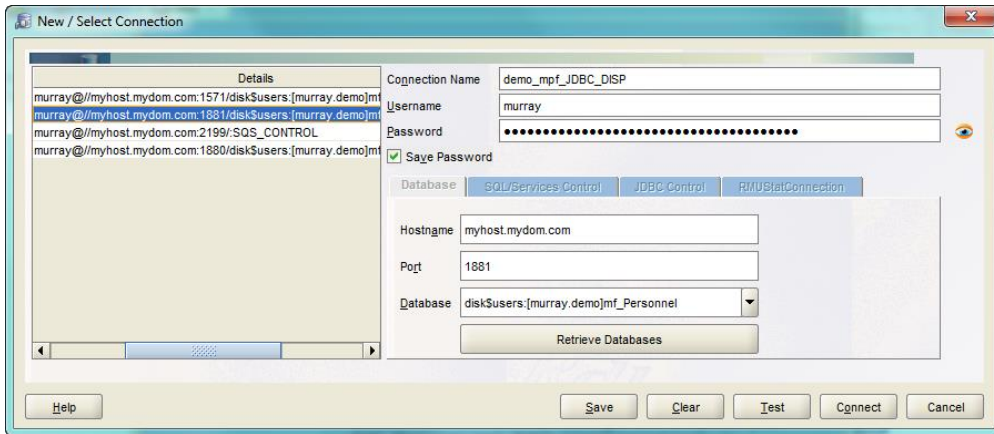 New / Select Connection
Details
murray@//myhost.mydom.com:1571/disk$users:[murray.demo]mf
murray@//myhost.mydom.com:1881/disk$users:[murray.demo]mf
murray@//myhost.mydom.com:2199/:SQS_CONTROL
murray@//myhost.mydom.com:1880/disk$users:[murray.demo]mf
Connection Name demo_mpf_JDBC_DISP
Username murray
Password ••••••••••••••••••••••••••••••••••••••
Save Password
Database SQL/Services Control JDBC Control RMUStatConnection
Hostname myhost.mydom.com
Port 1881
Database disk$users:[murray.demo]mf_Personnel
Retrieve Databases
Help Save Clear Test Connect Cancel